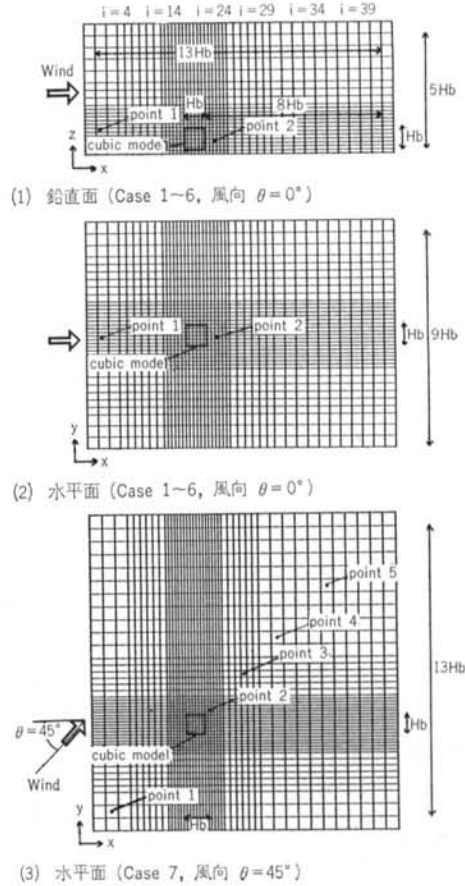 i=4 i=14 i=24 i=29 i=34 i=39
13Hb
Wind
Hb
8Hb
5Hb
point 1
point 2
Hb
z
cubic model
x
(1) 鉛直面 (Case 1~6, 風向 θ=0°)
point 1
point 2
Hb
9Hb
cubic model
y
x
(2) 水平面 (Case 1~6, 風向 θ=0°)
point 5
point 4
point 3
13Hb
point 2
Hb
θ=45°
cubic model
Wind
point 1
Hb
y
x
(3) 水平面 (Case 7, 風向 θ=45°)